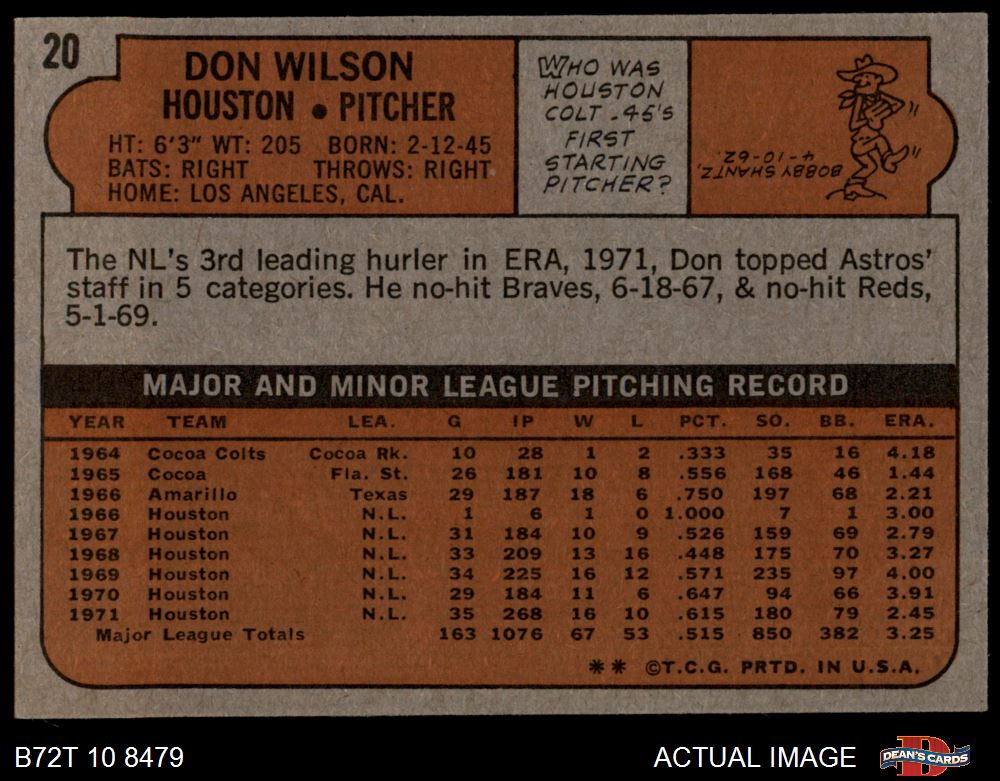 20
DON WILSON
HOUSTON • PITCHER
HT: 6'3" WT: 205 BORN: 2-12-45
BATS: RIGHT THROWS: RIGHT
HOME: LOS ANGELES, CAL.
WHO WAS
HOUSTON
COLT .45'S
FIRST
STARTING
PITCHER?
BOBBY SHANTZ,
4-10-62
The NL's 3rd leading hurler in ERA, 1971, Don topped Astros'
staff in 5 categories. He no-hit Braves, 6-18-67, & no-hit Reds,
5-1-69.
MAJOR AND MINOR LEAGUE PITCHING RECORD
YEAR TEAM LEA. G IP W L PCT. SO. BB. ERA.
1964 Cocoa Colts Cocoa Rk. 10 28 1 2 .333 35 16 4.18
1965 Cocoa Fla. St. 26 181 10 8 .556 168 46 1.44
1966 Amarillo Texas 29 187 18 6 .750 197 68 2.21
1966 Houston N.L. 1 6 1 0 1.000 7 1 3.00
1967 Houston N.L. 31 184 10 9 .526 159 69 2.79
1968 Houston N.L. 33 209 13 16 .448 175 70 3.27
1969 Houston N.L. 34 225 16 12 .571 235 97 4.00
1970 Houston N.L. 29 184 11 6 .647 94 66 3.91
1971 Houston N.L. 35 268 16 10 .615 180 79 2.45
Major League Totals 163 1076 67 53 .515 850 382 3.25
** ©T.C.G. PRTD. IN U.S.A.
B72T 10 8479
ACTUAL IMAGE
D
DEAN'S CARDS